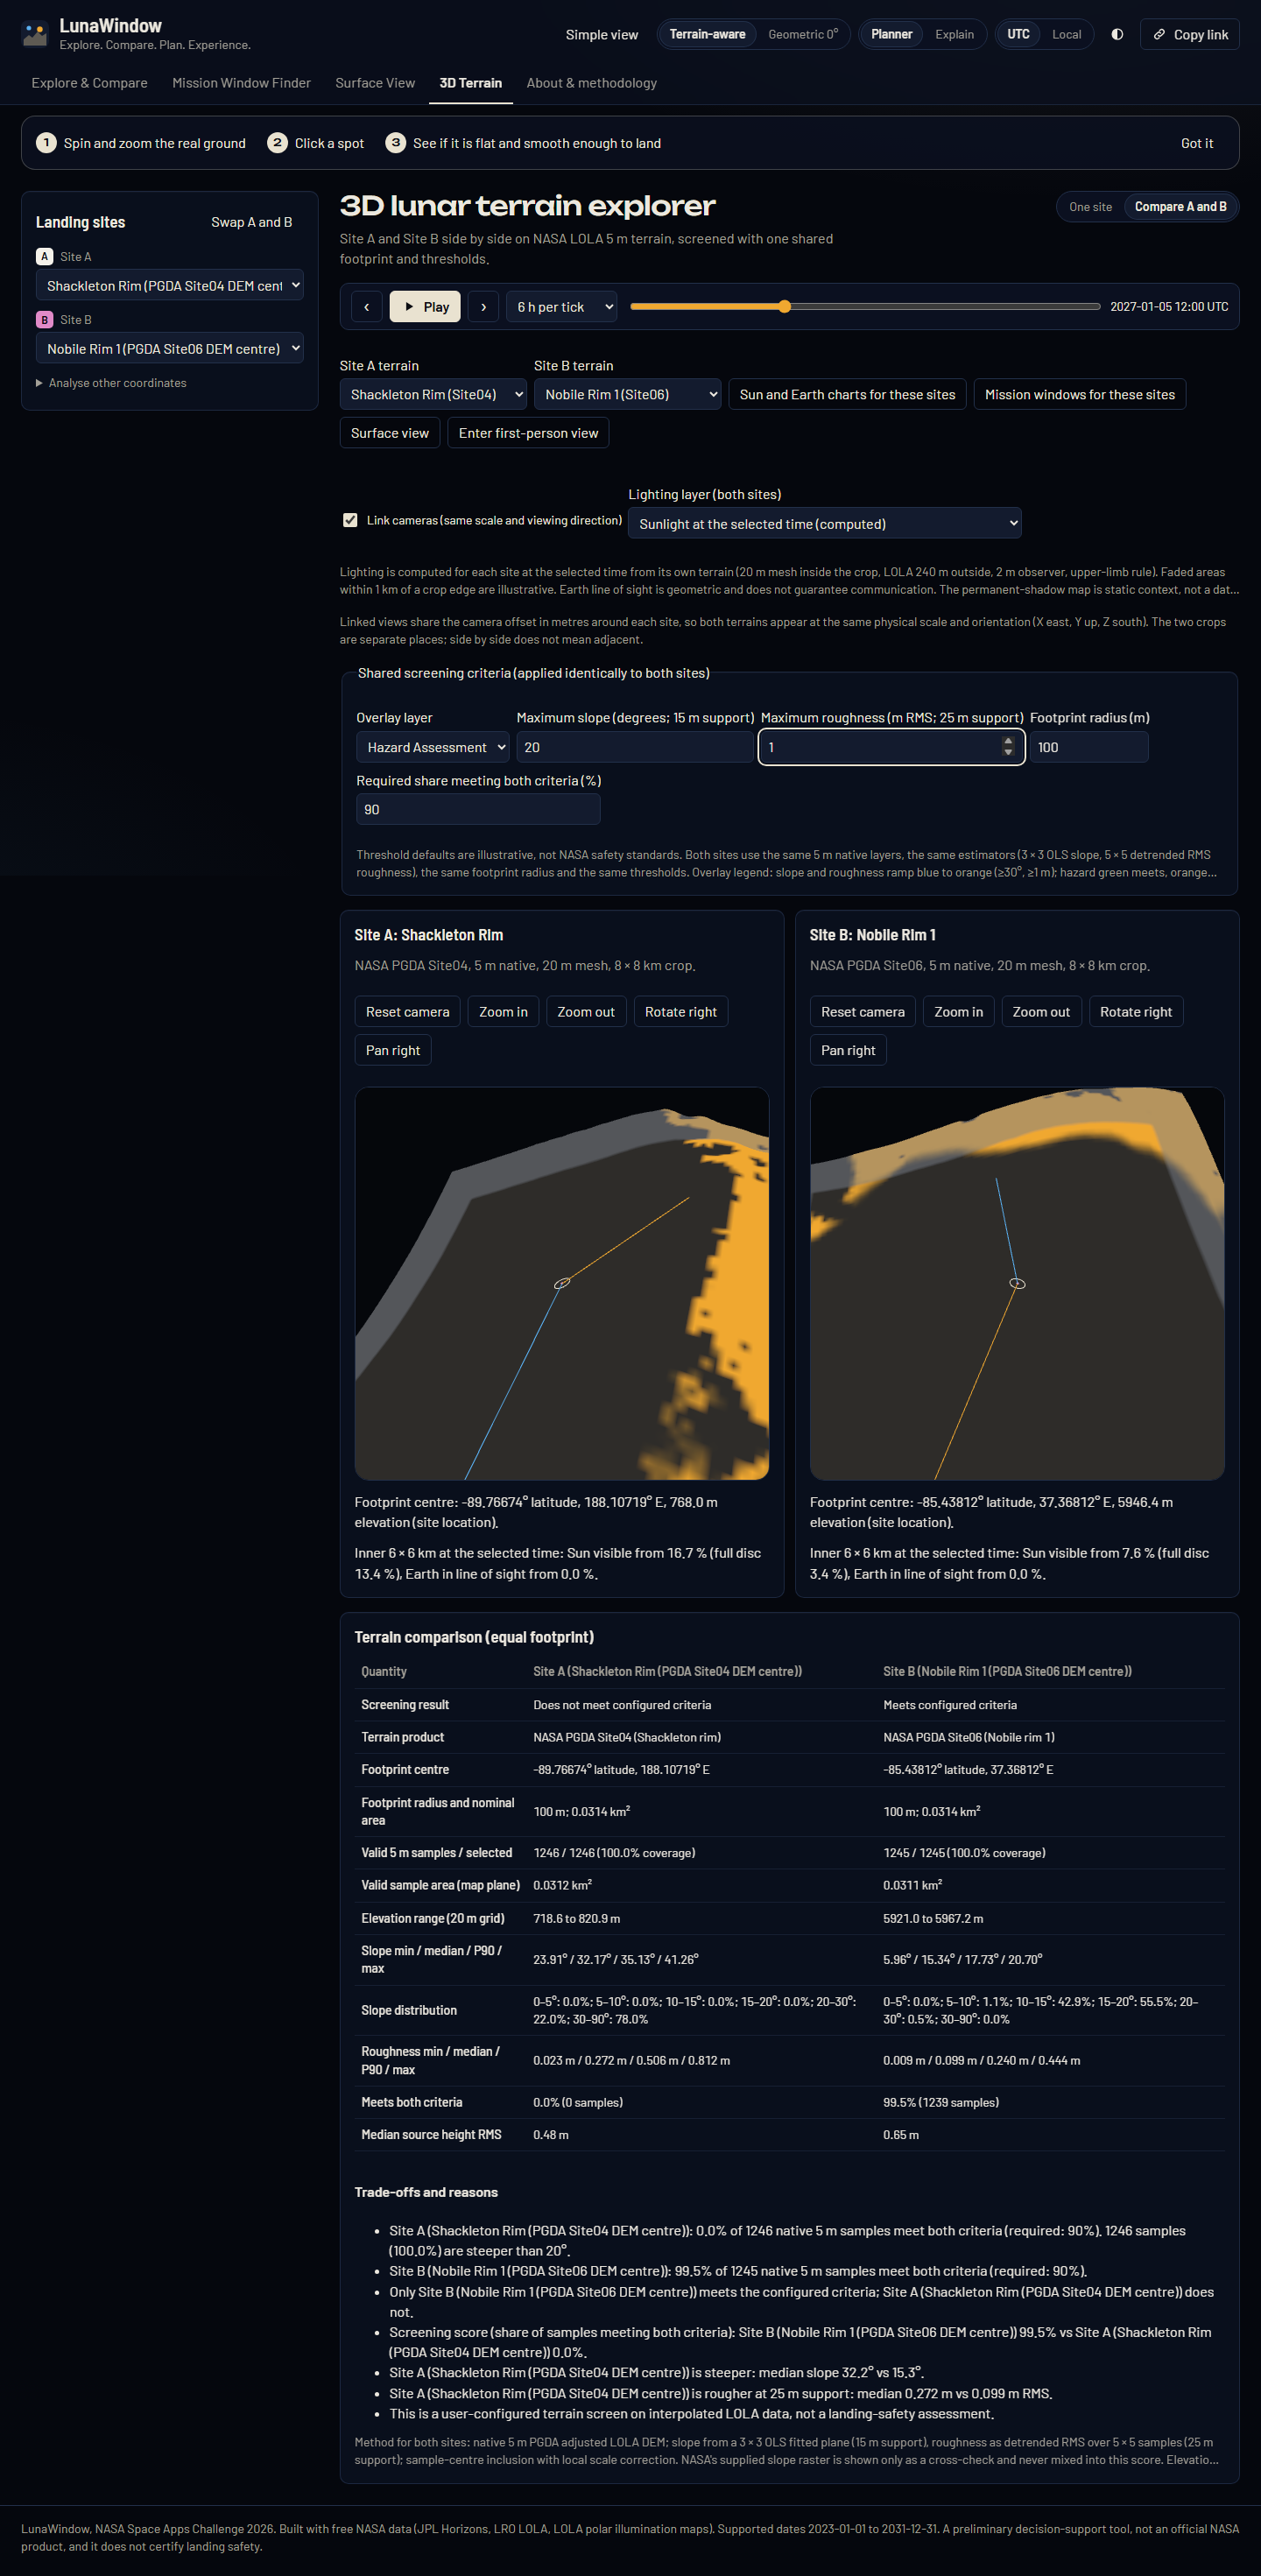 LunaWindow
Explore. Compare. Plan. Experience.
Simple view
Terrain-aware
Geometric 0°
Planner
Explain
UTC
Local
Copy link
Explore & Compare
Mission Window Finder
Surface View
3D Terrain
About & methodology
1 Spin and zoom the real ground
2 Click a spot
3 See if it is flat and smooth enough to land
Got it
Landing sites
Swap A and B
A Site A
Shackleton Rim (PGDA Site04 DEM cent
B Site B
Nobile Rim 1 (PGDA Site06 DEM centre)
Analyse other coordinates
3D lunar terrain explorer
One site
Compare A and B
Site A and Site B side by side on NASA LOLA 5 m terrain, screened with one shared
footprint and thresholds.
‹
Play
›
6 h per tick
2027-01-05 12:00 UTC
Site A terrain
Shackleton Rim (Site04)
Site B terrain
Nobile Rim 1 (Site06)
Sun and Earth charts for these sites
Mission windows for these sites
Surface view
Enter first-person view
Link cameras (same scale and viewing direction)
Lighting layer (both sites)
Sunlight at the selected time (computed)
Lighting is computed for each site at the selected time from its own terrain (20 m mesh inside the crop, LOLA 240 m outside, 2 m observer, upper-limb rule). Faded areas
within 1 km of a crop edge are illustrative. Earth line of sight is geometric and does not guarantee communication. The permanent-shadow map is static context, not a dat...
Linked views share the camera offset in metres around each site, so both terrains appear at the same physical scale and orientation (X east, Y up, Z south). The two crops
are separate places; side by side does not mean adjacent.
Shared screening criteria (applied identically to both sites)
Overlay layer
Hazard Assessment
Maximum slope (degrees; 15 m support)
20
Maximum roughness (m RMS; 25 m support)
1
Footprint radius (m)
100
Required share meeting both criteria (%)
90
Threshold defaults are illustrative, not NASA safety standards. Both sites use the same 5 m native layers, the same estimators (3 × 3 OLS slope, 5 × 5 detrended RMS
roughness), the same footprint radius and the same thresholds. Overlay legend: slope and roughness ramp blue to orange (≥30°, ≥1 m); hazard green meets, orange...
Site A: Shackleton Rim
NASA PGDA Site04, 5 m native, 20 m mesh, 8 × 8 km crop.
Reset camera
Zoom in
Zoom out
Rotate right
Pan right
Footprint centre: -89.76674° latitude, 188.10719° E, 768.0 m
elevation (site location).
Inner 6 × 6 km at the selected time: Sun visible from 16.7 % (full disc
13.4 %), Earth in line of sight from 0.0 %.
Site B: Nobile Rim 1
NASA PGDA Site06, 5 m native, 20 m mesh, 8 × 8 km crop.
Reset camera
Zoom in
Zoom out
Rotate right
Pan right
Footprint centre: -85.43812° latitude, 37.36812° E, 5946.4 m
elevation (site location).
Inner 6 × 6 km at the selected time: Sun visible from 7.6 % (full disc
3.4 %), Earth in line of sight from 0.0 %.
Terrain comparison (equal footprint)
Quantity Site A (Shackleton Rim (PGDA Site04 DEM centre)) Site B (Nobile Rim 1 (PGDA Site06 DEM centre))
Screening result Does not meet configured criteria Meets configured criteria
Terrain product NASA PGDA Site04 (Shackleton rim) NASA PGDA Site06 (Nobile rim 1)
Footprint centre -89.76674° latitude, 188.10719° E -85.43812° latitude, 37.36812° E
Footprint radius and nominal
area
100 m; 0.0314 km² 100 m; 0.0314 km²
Valid 5 m samples / selected 1246 / 1246 (100.0% coverage) 1245 / 1245 (100.0% coverage)
Valid sample area (map plane) 0.0312 km² 0.0311 km²
Elevation range (20 m grid) 718.6 to 820.9 m 5921.0 to 5967.2 m
Slope min / median / P90 /
max
23.91° / 32.17° / 35.13° / 41.26° 5.96° / 15.34° / 17.73° / 20.70°
Slope distribution
0–5°: 0.0%; 5–10°: 0.0%; 10–15°: 0.0%; 15–20°: 0.0%; 20–30°:
22.0%; 30–90°: 78.0%
0–5°: 0.0%; 5–10°: 1.1%; 10–15°: 42.9%; 15–20°: 55.5%; 20–
30°: 0.5%; 30–90°: 0.0%
Roughness min / median /
P90 / max
0.023 m / 0.272 m / 0.506 m / 0.812 m 0.009 m / 0.099 m / 0.240 m / 0.444 m
Meets both criteria 0.0% (0 samples) 99.5% (1239 samples)
Median source height RMS 0.48 m 0.65 m
Trade-offs and reasons
• Site A (Shackleton Rim (PGDA Site04 DEM centre)): 0.0% of 1246 native 5 m samples meet both criteria (required: 90%). 1246 samples
(100.0%) are steeper than 20°.
• Site B (Nobile Rim 1 (PGDA Site06 DEM centre)): 99.5% of 1245 native 5 m samples meet both criteria (required: 90%).
• Only Site B (Nobile Rim 1 (PGDA Site06 DEM centre)) meets the configured criteria; Site A (Shackleton Rim (PGDA Site04 DEM centre)) does
not.
• Screening score (share of samples meeting both criteria): Site B (Nobile Rim 1 (PGDA Site06 DEM centre)) 99.5% vs Site A (Shackleton Rim
(PGDA Site04 DEM centre)) 0.0%.
• Site A (Shackleton Rim (PGDA Site04 DEM centre)) is steeper: median slope 32.2° vs 15.3°.
• Site A (Shackleton Rim (PGDA Site04 DEM centre)) is rougher at 25 m support: median 0.272 m vs 0.099 m RMS.
• This is a user-configured terrain screen on interpolated LOLA data, not a landing-safety assessment.
Method for both sites: native 5 m PGDA adjusted LOLA DEM; slope from a 3 × 3 OLS fitted plane (15 m support), roughness as detrended RMS over 5 × 5 samples (25 m
support); sample-centre inclusion with local scale correction. NASA's supplied slope raster is shown only as a cross-check and never mixed into this score. Elevatio...
LunaWindow, NASA Space Apps Challenge 2026. Built with free NASA data (JPL Horizons, LRO LOLA, LOLA polar illumination maps). Supported dates 2023-01-01 to 2031-12-31. A preliminary decision-support tool, not an official NASA
product, and it does not certify landing safety.